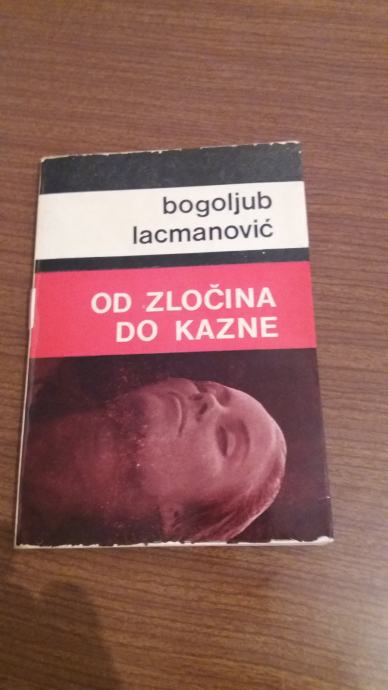 bogoljub
lacmanović
OD ZLOČINA
DO KAZNE